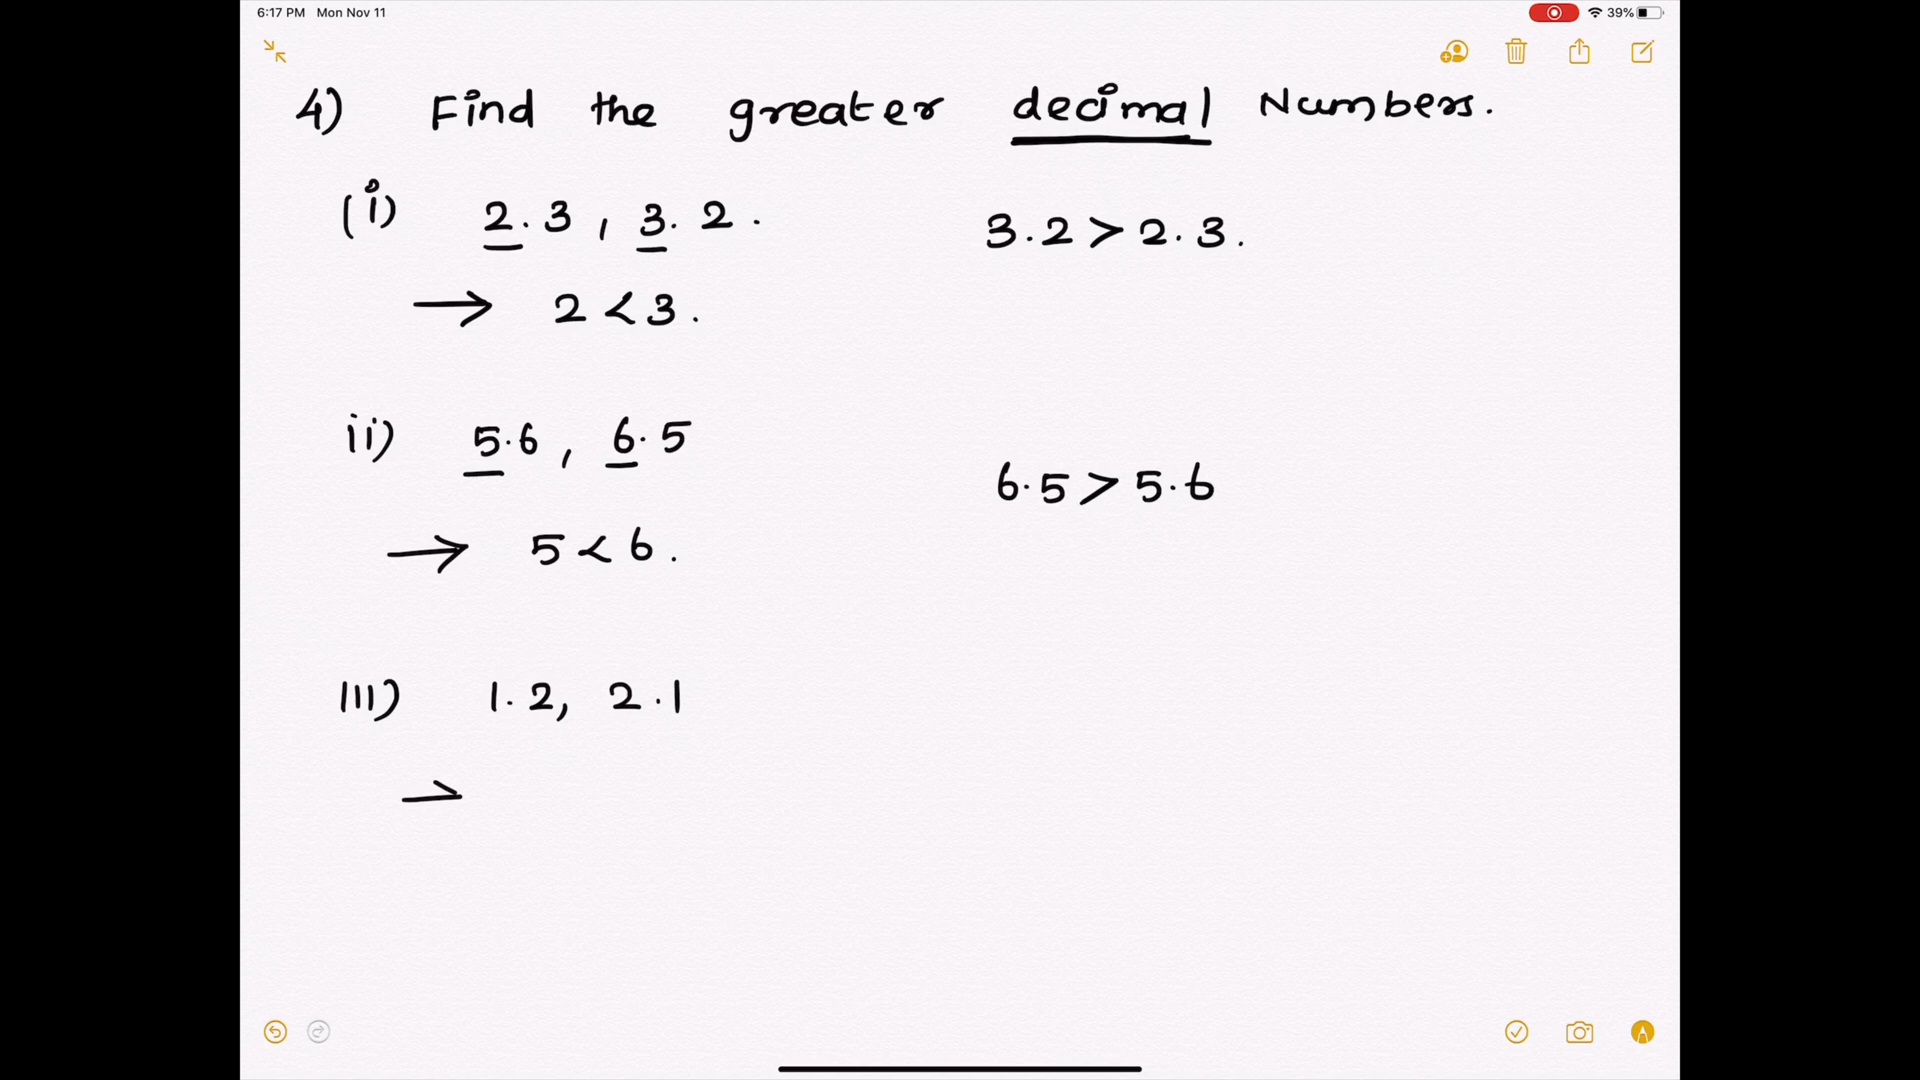 6:17 PM Mon Nov 11
39%
4) Find the greater decimal Numbers.
(i) 2.3, 3.2. 3.2 > 2.3.
→ 2 < 3.
ii) 5.6, 6.5 6.5 > 5.6
→ 5 < 6.
III) 1.2, 2.1
→